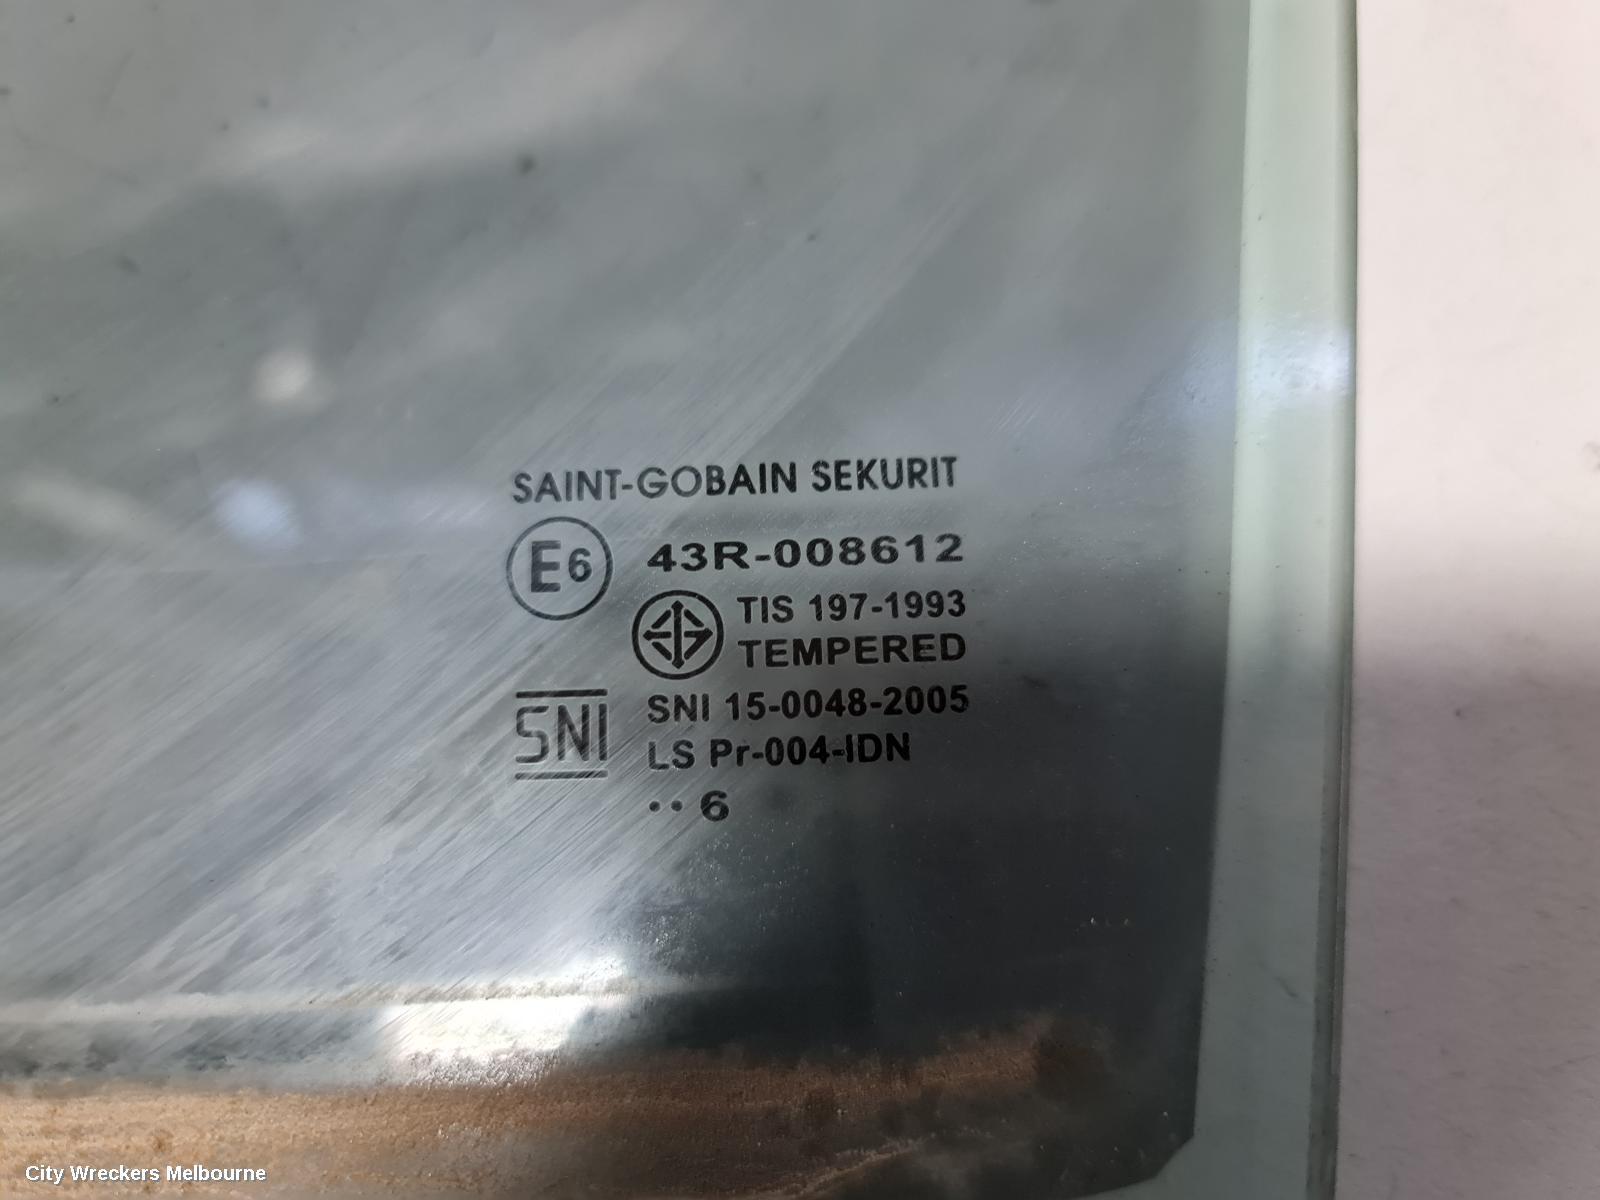 SAINT-GOBAIN SEKURIT
E6 43R-008612
TIS 197-1993
TEMPERED
SNI SNI 15-0048-2005
LS Pr-004-IDN
·· 6
City Wreckers Melbourne